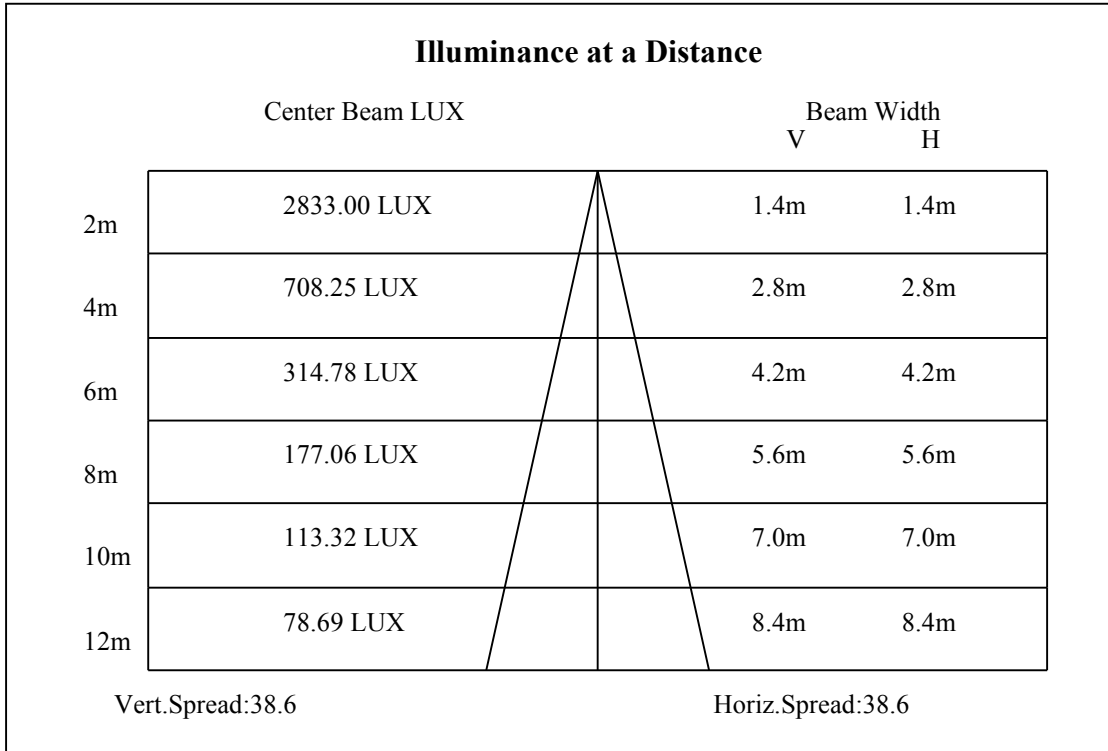 Illuminance at a Distance
Center Beam LUX Beam Width
V H
2m 2833.00 LUX 1.4m 1.4m
4m 708.25 LUX 2.8m 2.8m
6m 314.78 LUX 4.2m 4.2m
8m 177.06 LUX 5.6m 5.6m
10m 113.32 LUX 7.0m 7.0m
12m 78.69 LUX 8.4m 8.4m
Vert.Spread:38.6 Horiz.Spread:38.6